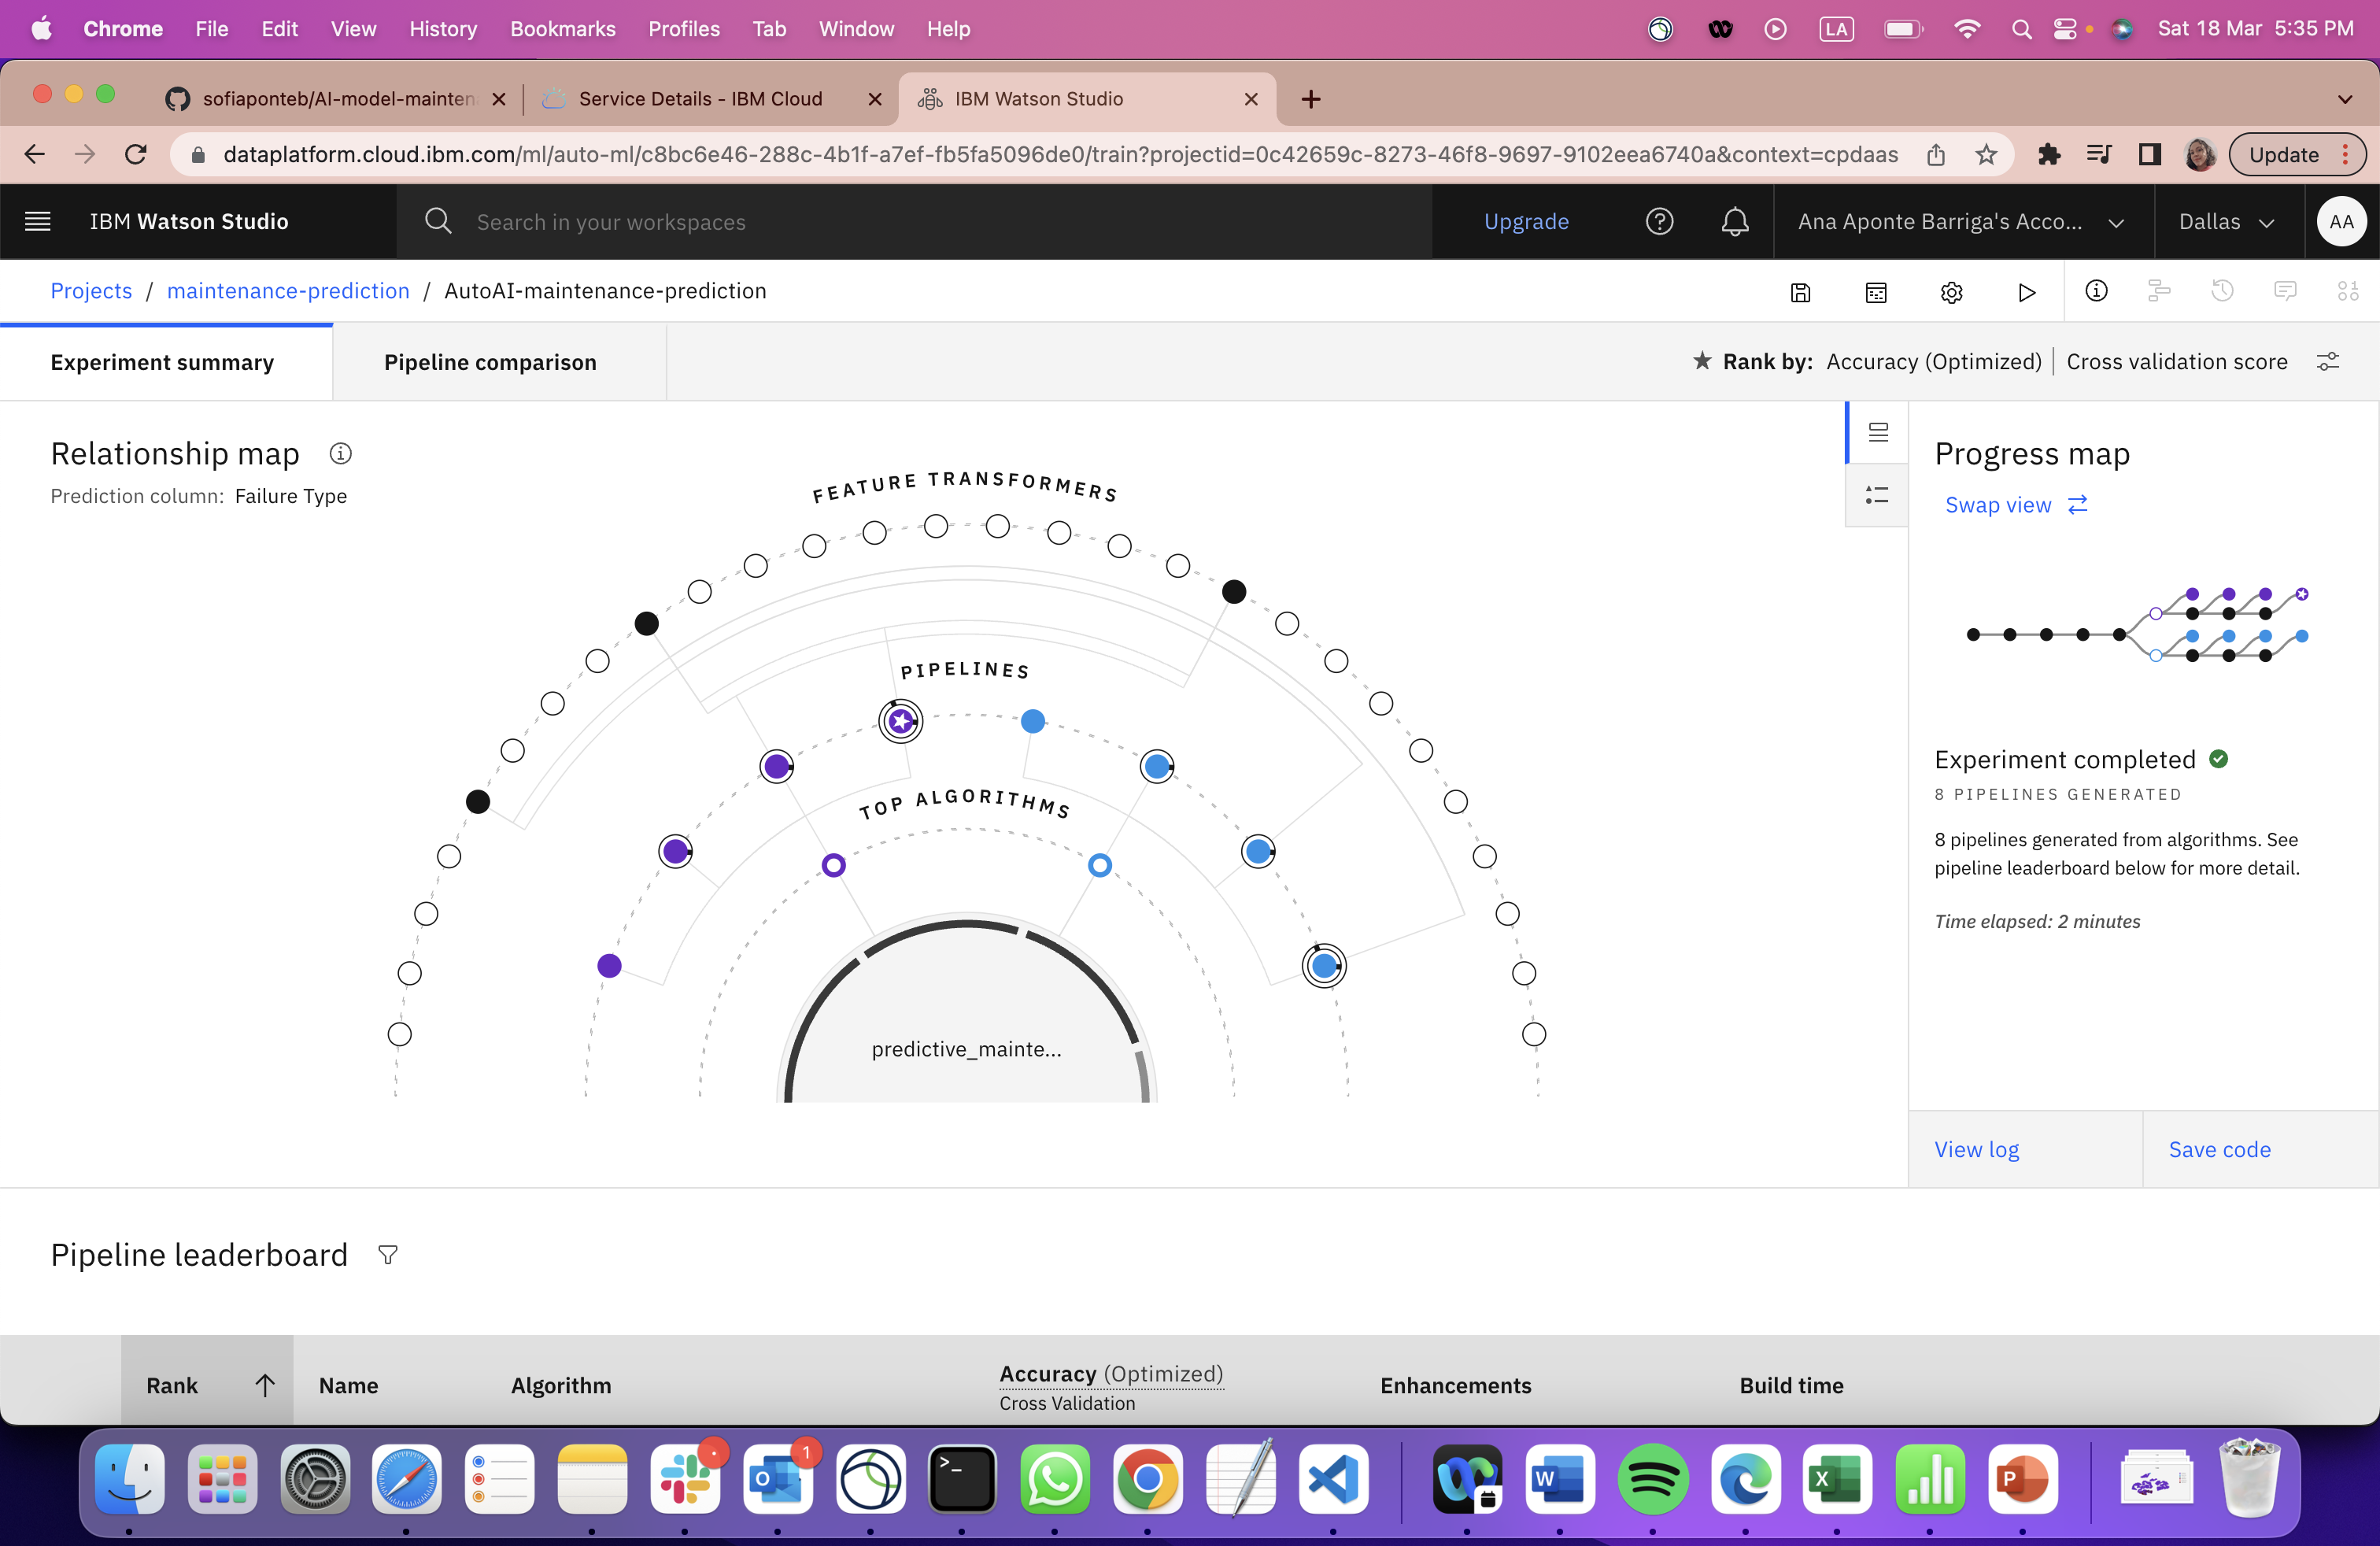 Chrome File Edit View History Bookmarks Profiles Tab Window Help LA Sat 18 Mar 5:35 PM
sofiaponteb/AI-model-mainten Service Details - IBM Cloud IBM Watson Studio
dataplatform.cloud.ibm.com/ml/auto-ml/c8bc6e46-288c-4b1f-a7ef-fb5fa5096de0/train?projectid=0c42659c-8273-46f8-9697-9102eea6740a&context=cpdaas Update
IBM Watson Studio Search in your workspaces Upgrade Ana Aponte Barriga's Acco... Dallas AA
Projects / maintenance-prediction / AutoAI-maintenance-prediction
Experiment summary Pipeline comparison Rank by: Accuracy (Optimized) Cross validation score
Relationship map
Prediction column: Failure Type
FEATURE TRANSFORMERS
PIPELINES
TOP ALGORITHMS
predictive_mainte...
Progress map
Swap view
Experiment completed
8 PIPELINES GENERATED
8 pipelines generated from algorithms. See
pipeline leaderboard below for more detail.
Time elapsed: 2 minutes
View log Save code
Pipeline leaderboard
Rank Name Algorithm Accuracy (Optimized) Enhancements Build time
Cross Validation
1